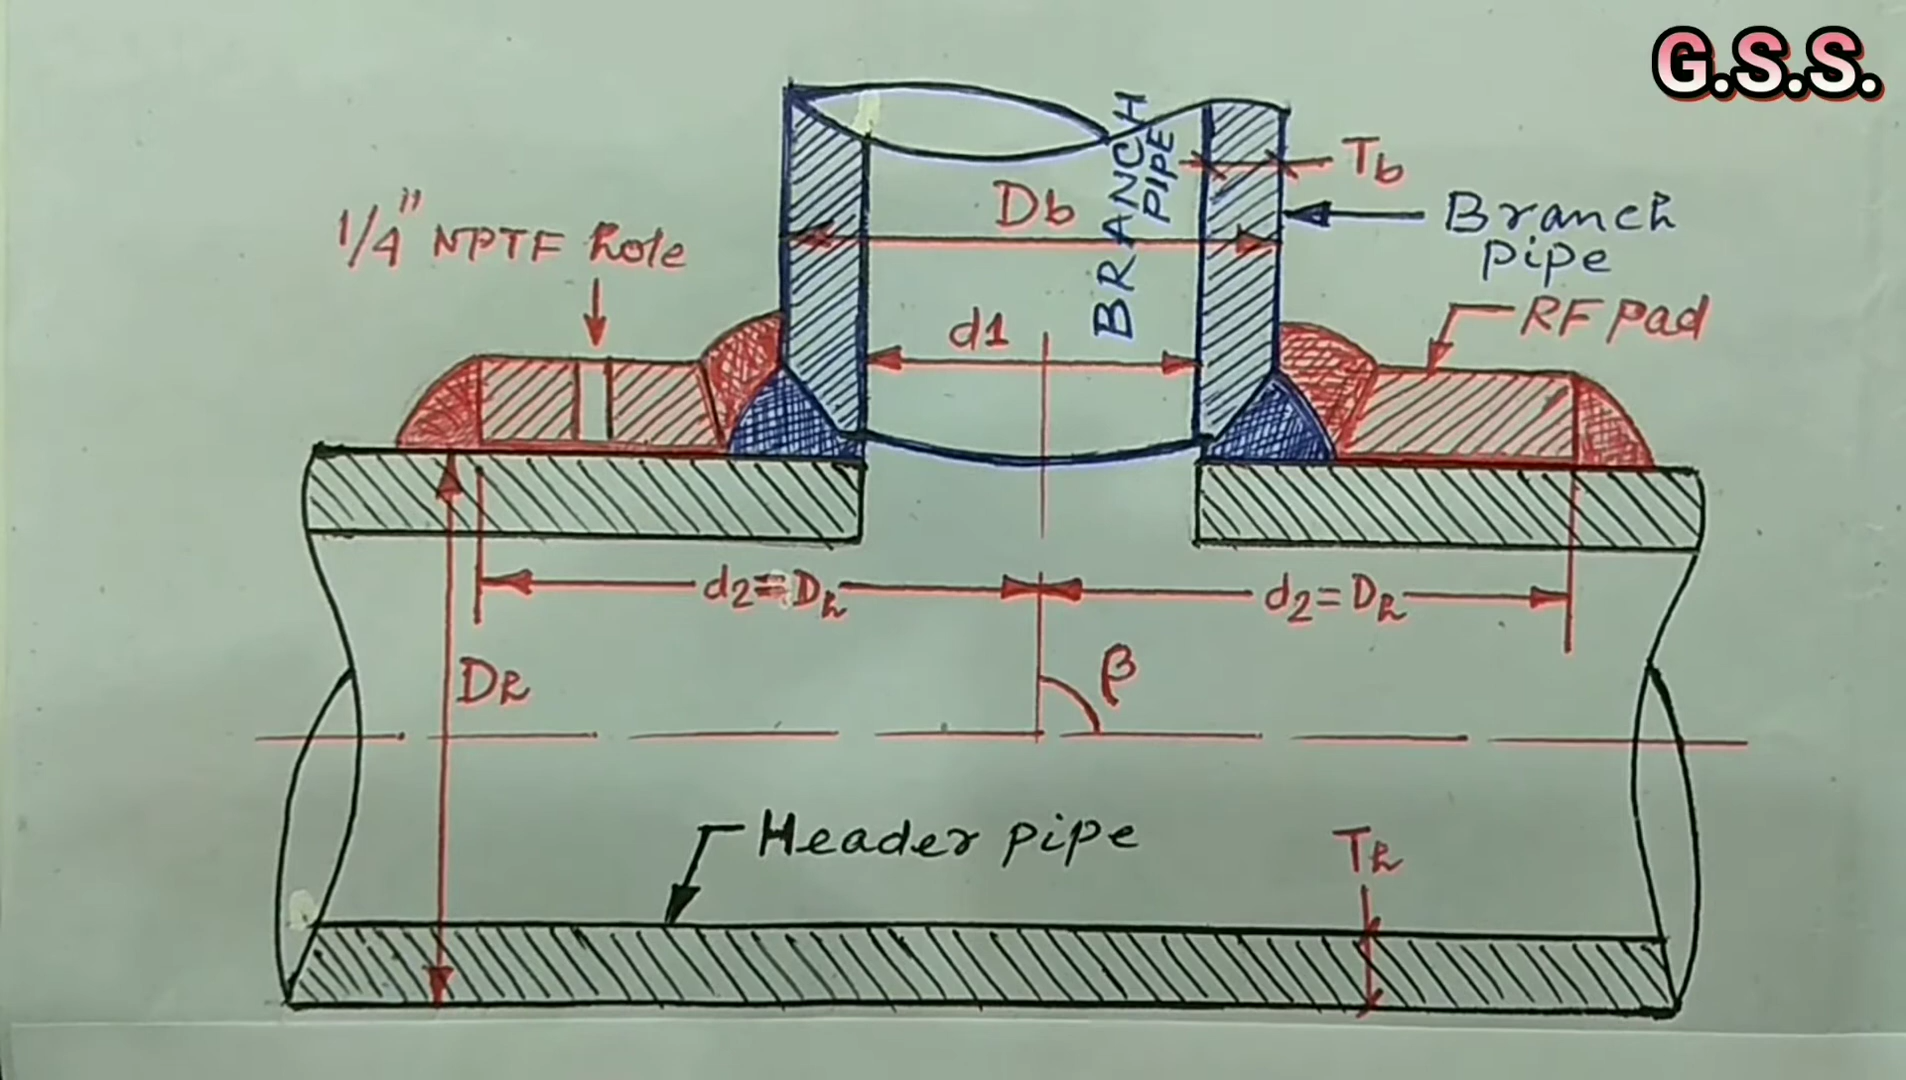 G.S.S.
BRANCH
PIPE
Tb
Db
Branch
pipe
1/4" NPTF hole
RF pad
d1
d2=Dh
d2=Dh
Dh
β
Header pipe
Th